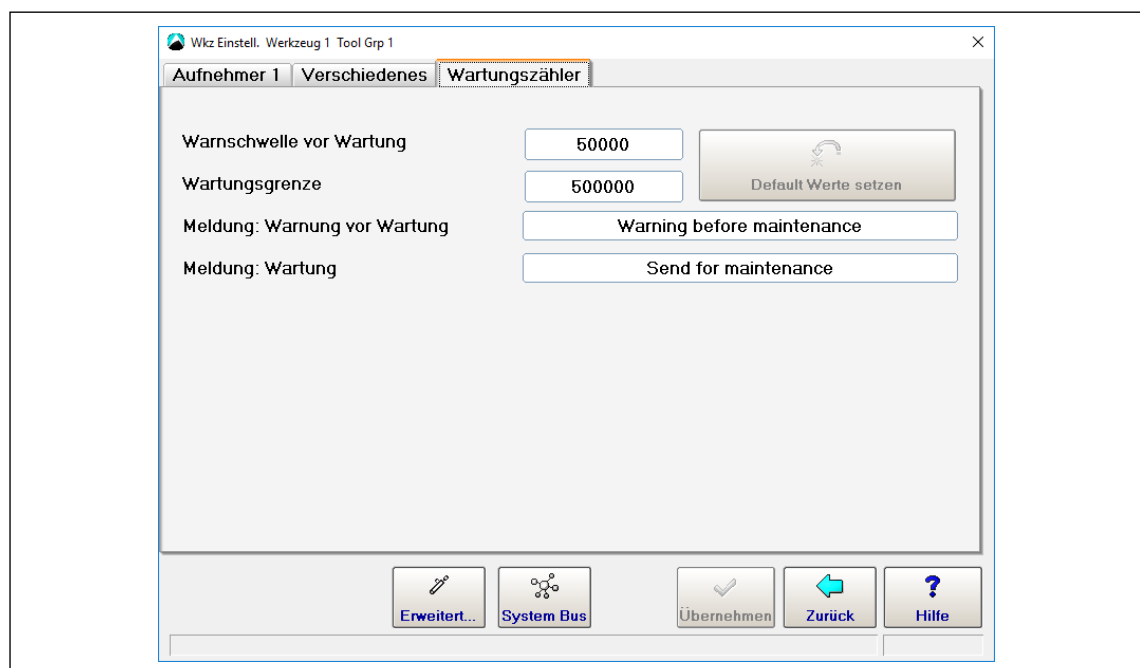 Wkz Einstell. Werkzeug 1 Tool Grp 1
Aufnehmer 1 Verschiedenes Wartungszähler
Warnschwelle vor Wartung 50000
Default Werte setzen
Wartungsgrenze 500000
Meldung: Warnung vor Wartung Warning before maintenance
Meldung: Wartung Send for maintenance
Erweitert... System Bus Übernehmen Zurück Hilfe